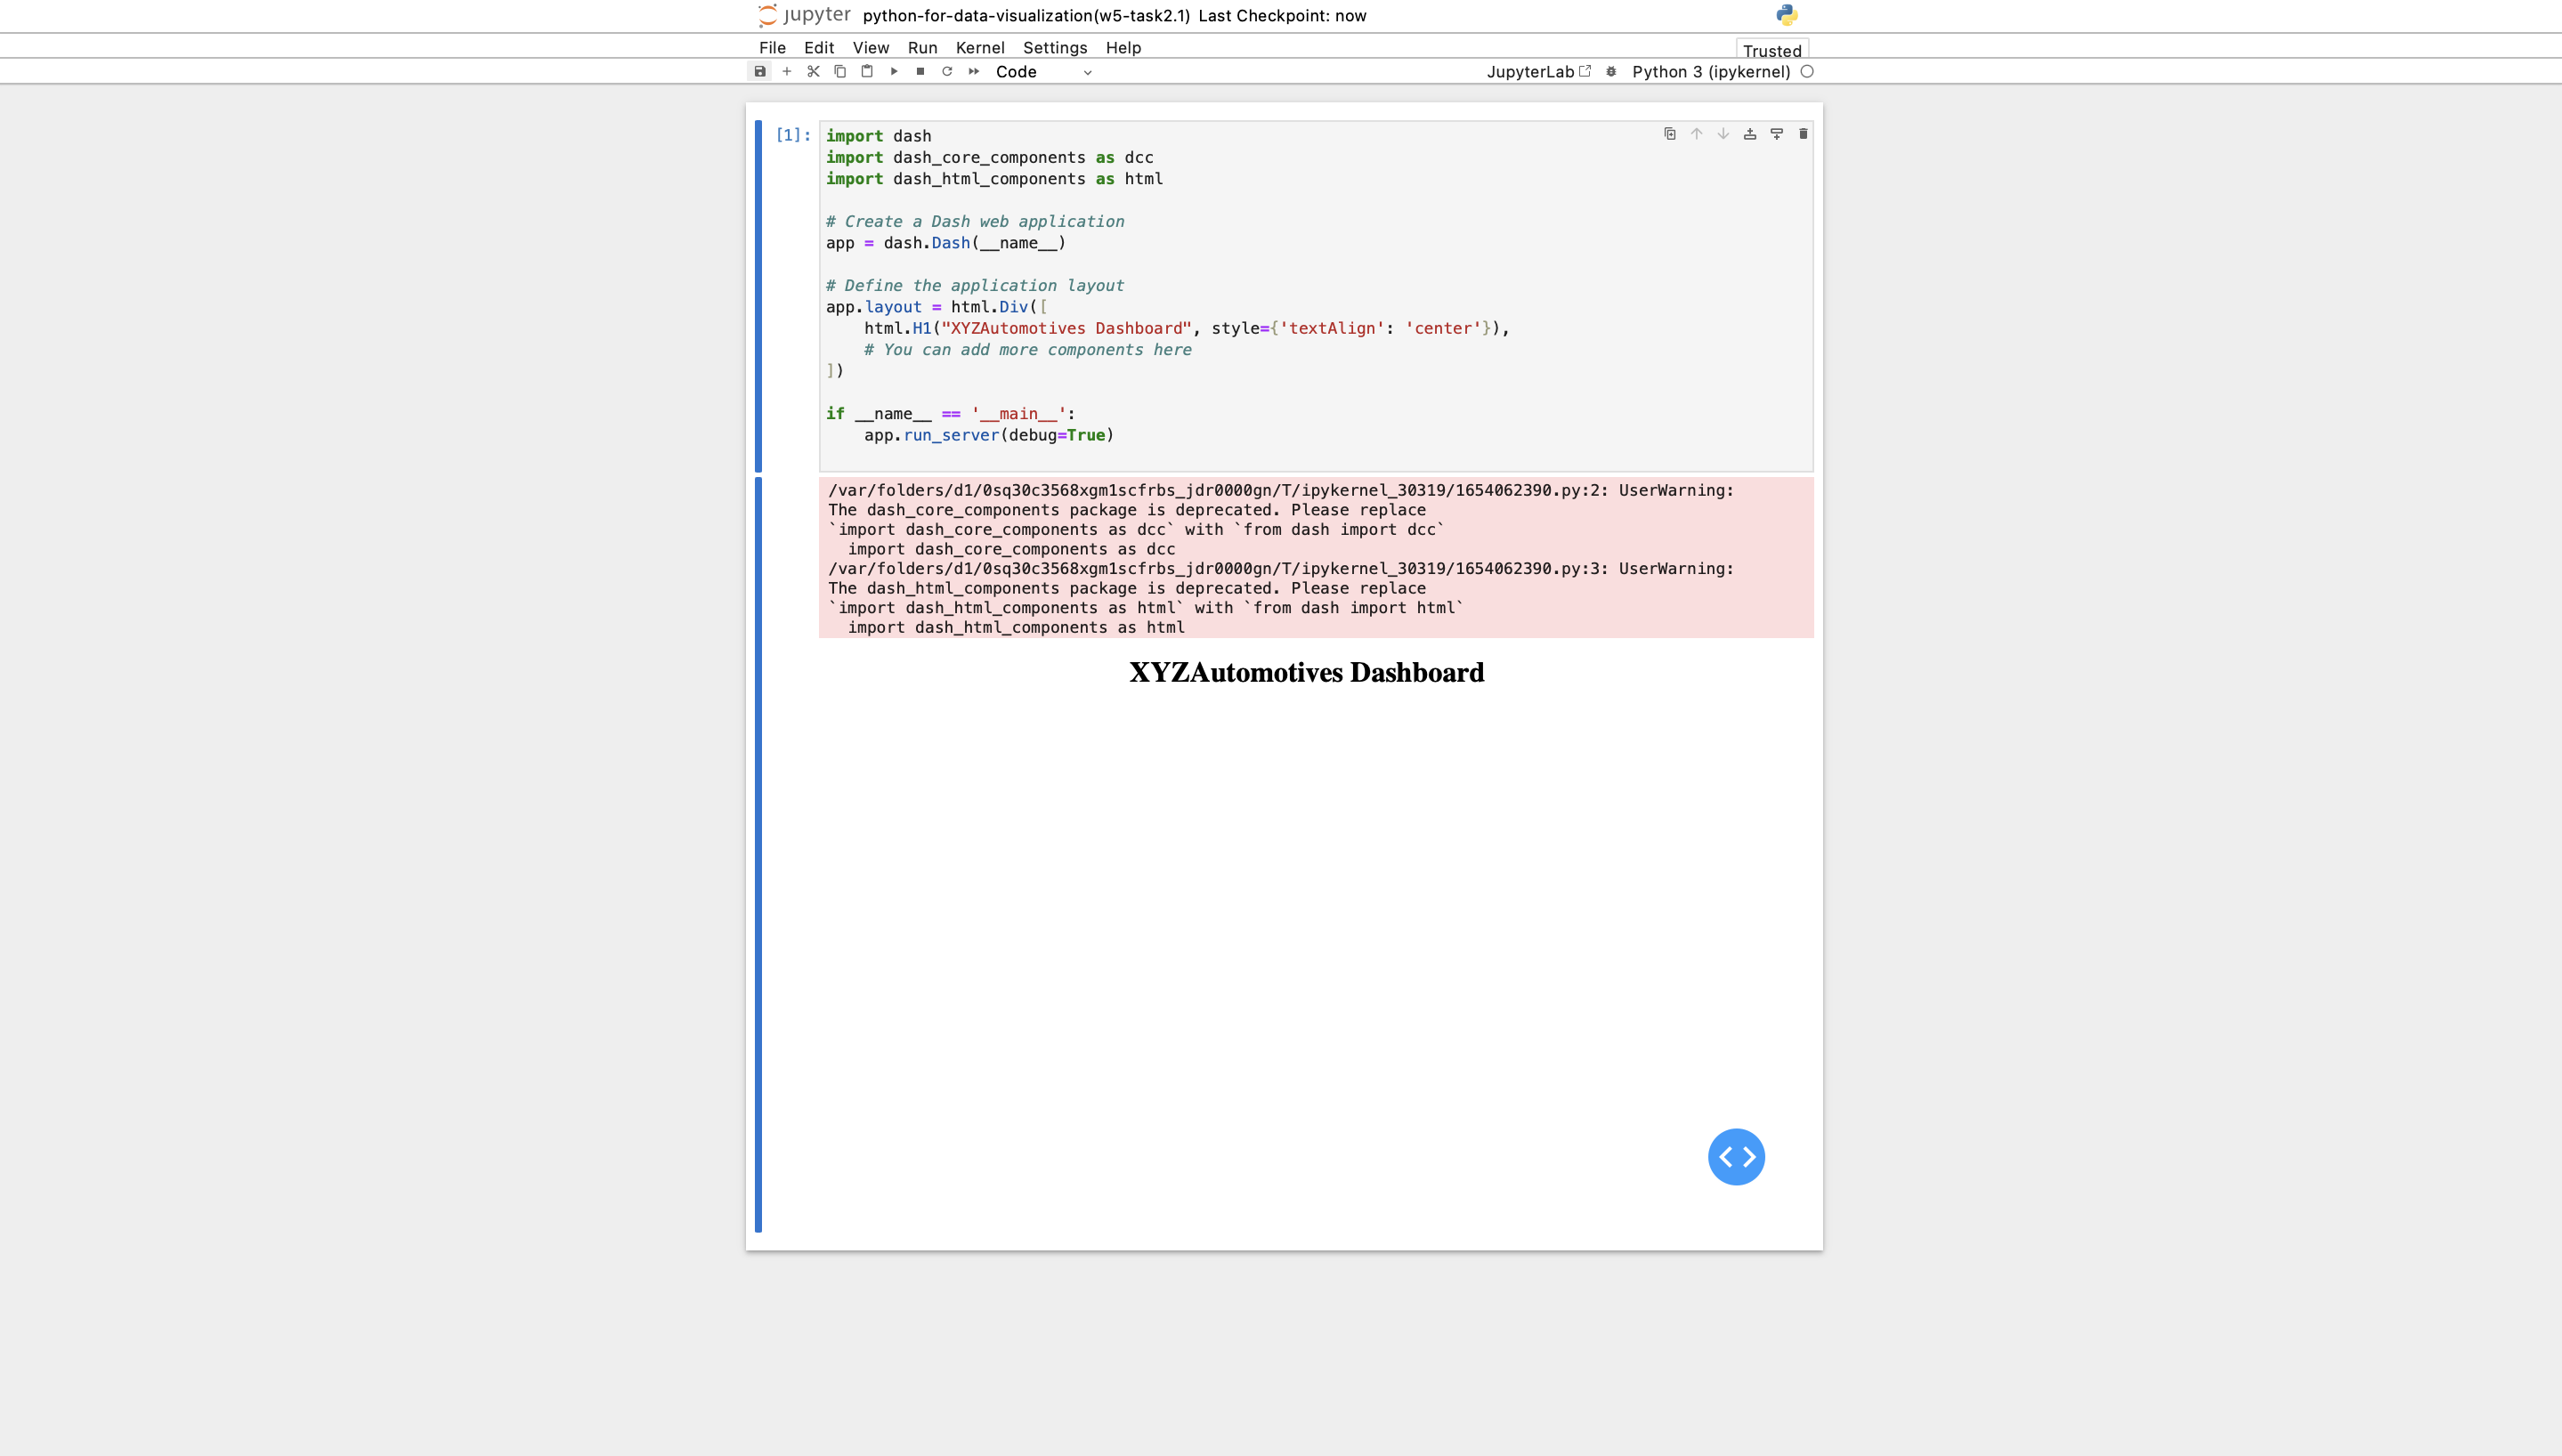 jupyter python-for-data-visualization(w5-task2.1) Last Checkpoint: now
File Edit View Run Kernel Settings Help
Trusted
Code
JupyterLab Python 3 (ipykernel)
[1]:
import dash
import dash_core_components as dcc
import dash_html_components as html
# Create a Dash web application
app = dash.Dash(__name__)
# Define the application layout
app.layout = html.Div([
    html.H1("XYZAutomotives Dashboard", style={'textAlign': 'center'}),
    # You can add more components here
])
if __name__ == '__main__':
    app.run_server(debug=True)
/var/folders/d1/0sq30c3568xgm1scfrbs_jdr0000gn/T/ipykernel_30319/1654062390.py:2: UserWarning:
The dash_core_components package is deprecated. Please replace
`import dash_core_components as dcc` with `from dash import dcc`
  import dash_core_components as dcc
/var/folders/d1/0sq30c3568xgm1scfrbs_jdr0000gn/T/ipykernel_30319/1654062390.py:3: UserWarning:
The dash_html_components package is deprecated. Please replace
`import dash_html_components as html` with `from dash import html`
  import dash_html_components as html
XYZAutomotives Dashboard